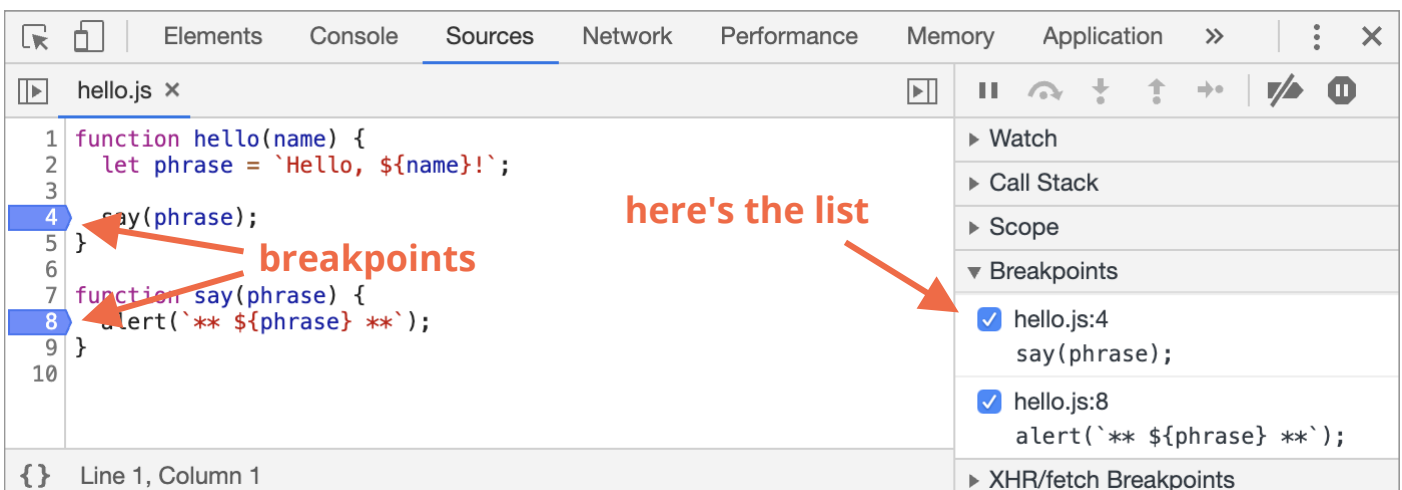 Elements Console Sources Network Performance Memory Application »
hello.js ×
1 function hello(name) {
2 let phrase = `Hello, ${name}!`;
3
4 say(phrase);
5 }
6
7 function say(phrase) {
8 alert(`** ${phrase} **`);
9 }
10
breakpoints
here's the list
{} Line 1, Column 1
Watch
Call Stack
Scope
Breakpoints
hello.js:4
say(phrase);
hello.js:8
alert(`** ${phrase} **`);
XHR/fetch Breakpoints